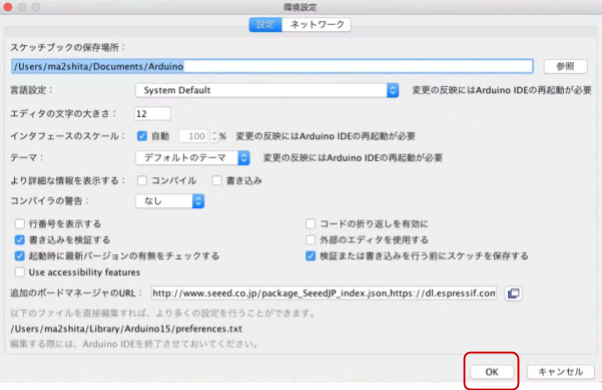 環境設定
設定 ネットワーク
スケッチブックの保存場所：
/Users/ma2shita/Documents/Arduino 参照
言語設定： System Default 変更の反映にはArduino IDEの再起動が必要
エディタの文字の大きさ： 12
インタフェースのスケール： 自動 100 % 変更の反映にはArduino IDEの再起動が必要
テーマ： デフォルトのテーマ 変更の反映にはArduino IDEの再起動が必要
より詳細な情報を表示する： コンパイル 書き込み
コンパイラの警告： なし
行番号を表示する コードの折り返しを有効に
書き込みを検証する 外部のエディタを使用する
起動時に最新バージョンの有無をチェックする 検証または書き込みを行う前にスケッチを保存する
Use accessibility features
追加のボードマネージャのURL： http://www.seeed.co.jp/package_SeeedJP_index.json,https://dl.espressif.com
以下のファイルを直接編集すれば、より多くの設定を行うことができます。
/Users/ma2shita/Library/Arduino15/preferences.txt
編集する際には、Arduino IDEを終了させておいてください。
OK キャンセル